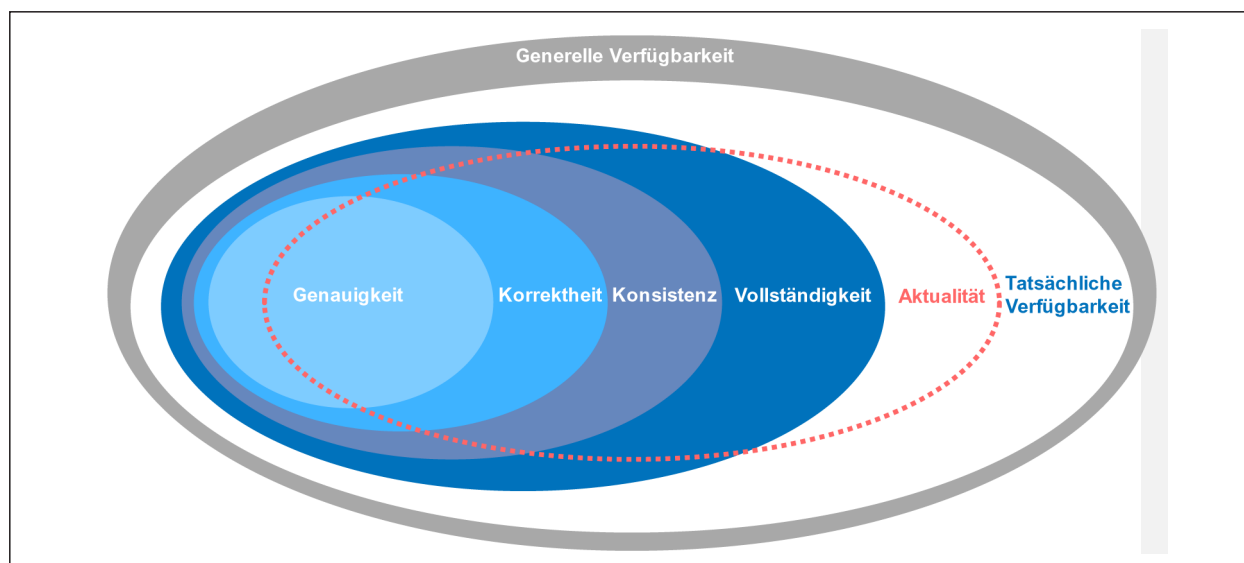 Generelle Verfügbarkeit
Genauigkeit
Korrektheit
Konsistenz
Vollständigkeit
Aktualität
Tatsächliche
Verfügbarkeit